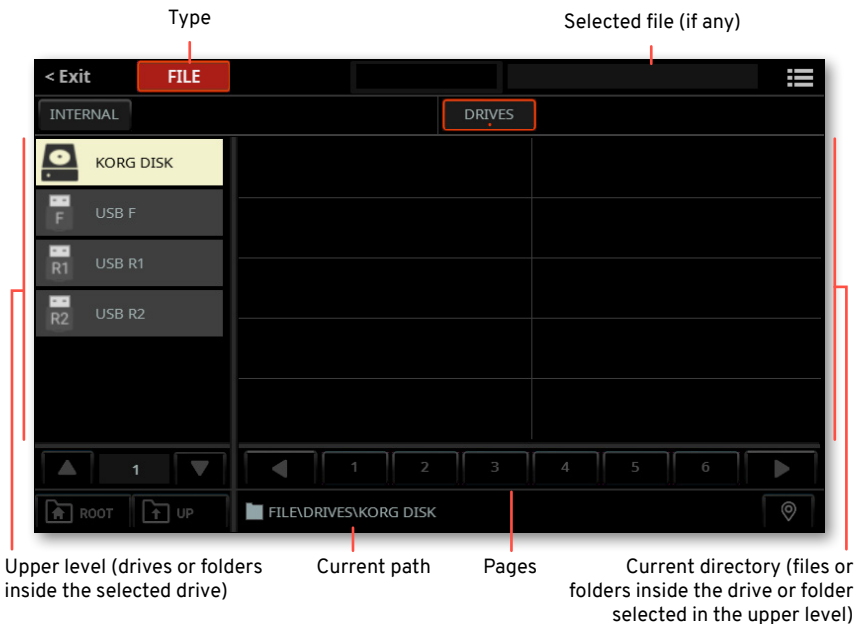 Type
Selected file (if any)
< Exit
FILE
INTERNAL
DRIVES
KORG DISK
F
USB F
R1
USB R1
R2
USB R2
1
1
2
3
4
5
6
ROOT
UP
FILE\DRIVES\KORG DISK
Upper level (drives or folders
inside the selected drive)
Current path
Pages
Current directory (files or
folders inside the drive or folder
selected in the upper level)